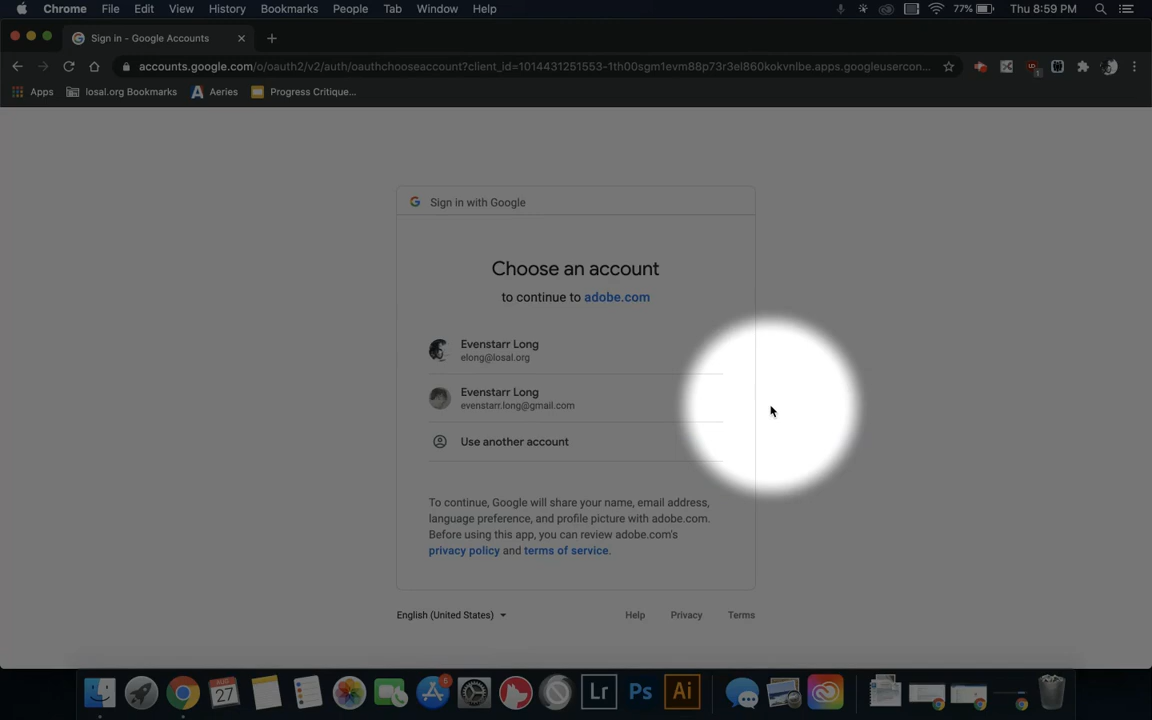 Chrome File Edit View History Bookmarks People Tab Window Help 77% Thu 8:59 PM
Sign in - Google Accounts
accounts.google.com/o/oauth2/v2/auth/oauthchooseaccount?client_id=1014431251553-1th00sgm1evm88p73r3el860kokvnlbe.apps.googleusercon...
Apps losal.org Bookmarks Aeries Progress Critique...
Sign in with Google
Choose an account
to continue to adobe.com
Evenstarr Long
elong@losal.org
Evenstarr Long
evenstarr.long@gmail.com
Use another account
To continue, Google will share your name, email address,
language preference, and profile picture with adobe.com.
Before using this app, you can review adobe.com's
privacy policy and terms of service.
English (United States) Help Privacy Terms
AUG
27
6
Lr Ps Ai